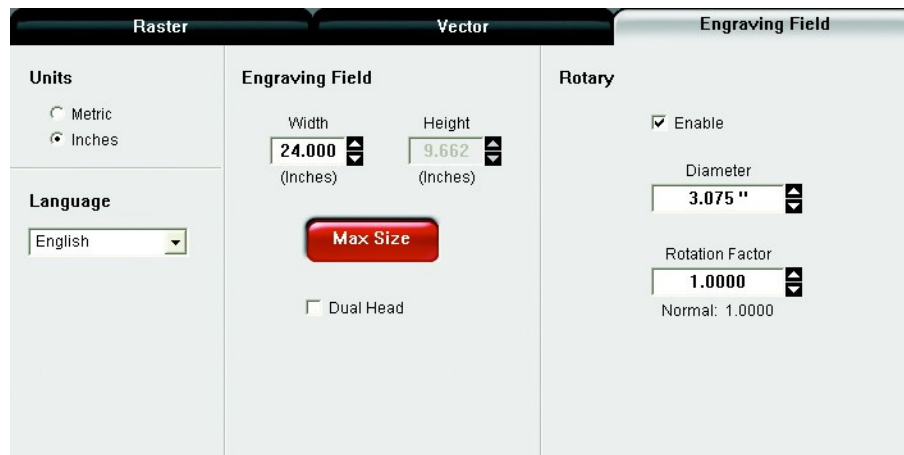 Raster
Vector
Engraving Field
Units
Metric
Inches
Language
English
Engraving Field
Width
Height
24.000
9.662
(Inches)
(Inches)
Max Size
Dual Head
Rotary
Enable
Diameter
3.075 "
Rotation Factor
1.0000
Normal: 1.0000